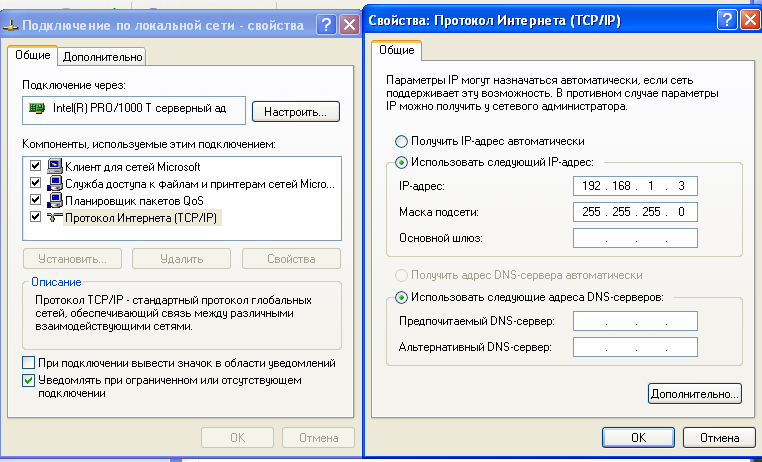 Подключение по локальной сети - свойства
Общие
Дополнительно
Подключение через:
Intel(R) PRO/1000 T серверный ад
Настроить...
Компоненты, используемые этим подключением:
Клиент для сетей Microsoft
Служба доступа к файлам и принтерам сетей Micro...
Планировщик пакетов QoS
Протокол Интернета (TCP/IP)
Установить...
Удалить
Свойства
Описание
Протокол TCP/IP - стандартный протокол глобальных
сетей, обеспечивающий связь между различными
взаимодействующими сетями.
При подключении вывести значок в области уведомлений
Уведомлять при ограниченном или отсутствующем
подключении
OK
Отмена
Свойства: Протокол Интернета (TCP/IP)
Общие
Параметры IP могут назначаться автоматически, если сеть
поддерживает эту возможность. В противном случае параметры
IP можно получить у сетевого администратора.
Получить IP-адрес автоматически
Использовать следующий IP-адрес:
IP-адрес:
192 . 168 . 1 . 3
Маска подсети:
255 . 255 . 255 . 0
Основной шлюз:
. . .
Получить адрес DNS-сервера автоматически
Использовать следующие адреса DNS-серверов:
Предпочитаемый DNS-сервер:
. . .
Альтернативный DNS-сервер:
. . .
Дополнительно...
OK
Отмена